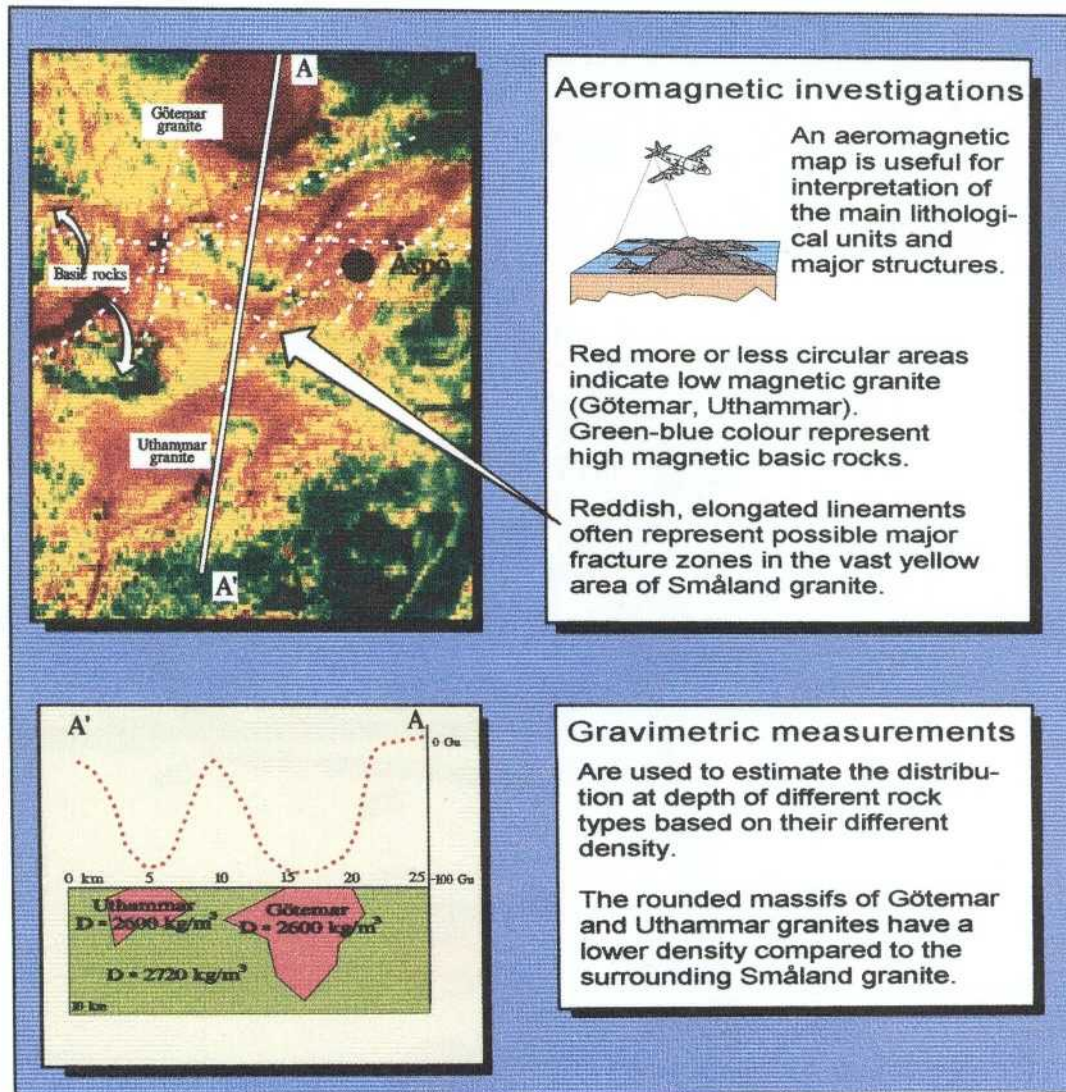 A
Götemar
granite
Basic rocks
Äspö
Uthammar
granite
A'
Aeromagnetic investigations
An aeromagnetic
map is useful for
interpretation of
the main lithologi-
cal units and
major structures.
Red more or less circular areas
indicate low magnetic granite
(Götemar, Uthammar).
Green-blue colour represent
high magnetic basic rocks.
Reddish, elongated lineaments
often represent possible major
fracture zones in the vast yellow
area of Småland granite.
A' A
0 Gu
0 km 5 10 15 20 25 -100 Gu
Uthammar Götemar
D = 2600 kg/m³ D = 2600 kg/m³
D = 2720 kg/m³
10 km
Gravimetric measurements
Are used to estimate the distribu-
tion at depth of different rock
types based on their different
density.
The rounded massifs of Götemar
and Uthammar granites have a
lower density compared to the
surrounding Småland granite.